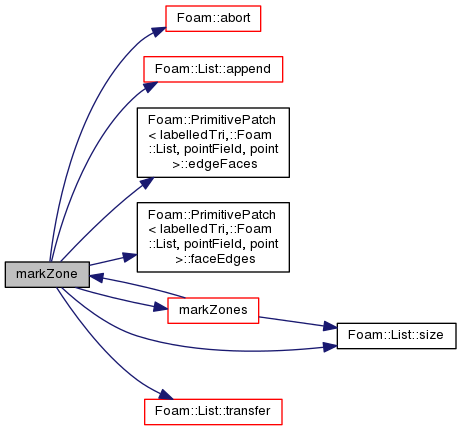 Foam::abort
Foam::List::append
Foam::PrimitivePatch
< labelledTri,::Foam
::List, pointField, point
>::edgeFaces
Foam::PrimitivePatch
< labelledTri,::Foam
::List, pointField, point
>::faceEdges
markZone
markZones
Foam::List::size
Foam::List::transfer